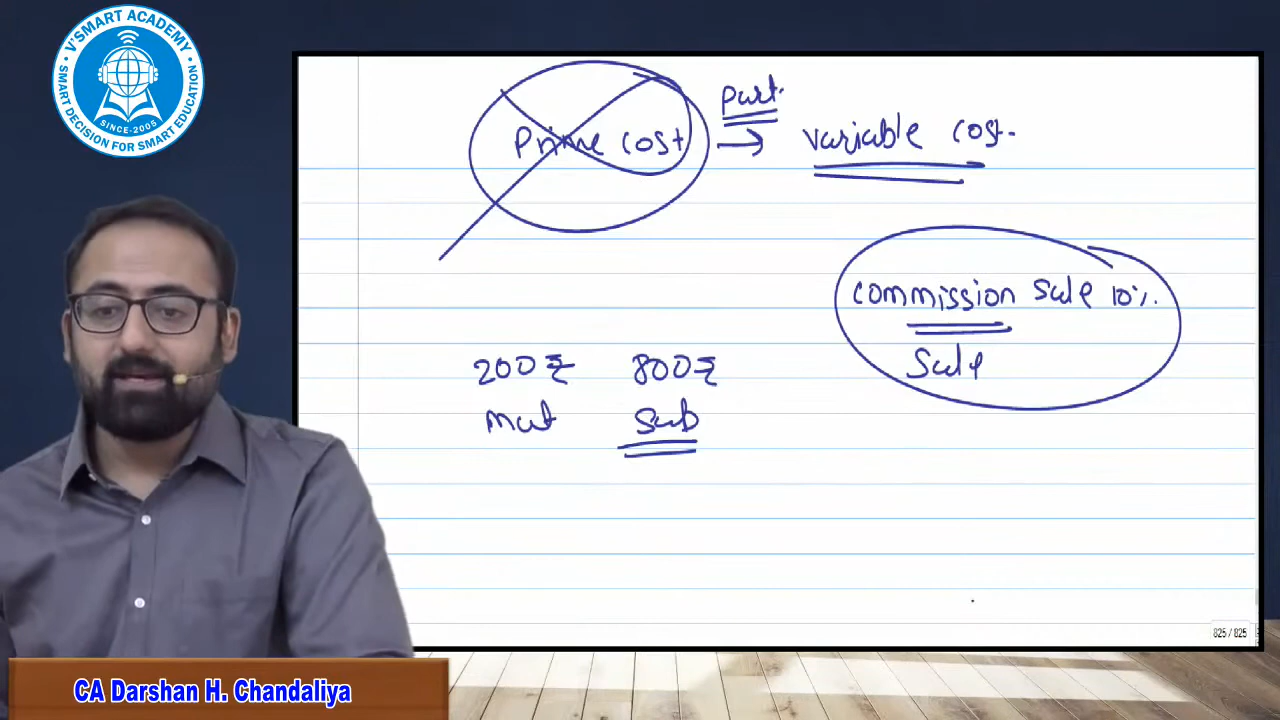 V'SMART ACADEMY
SMART DECISION FOR SMART EDUCATION
SINCE-2005
Prime Cost
part.
→ variable cost.
commission sale 10%.
sale
200₹ 800₹
mat sub
825 / 825
CA Darshan H. Chandaliya